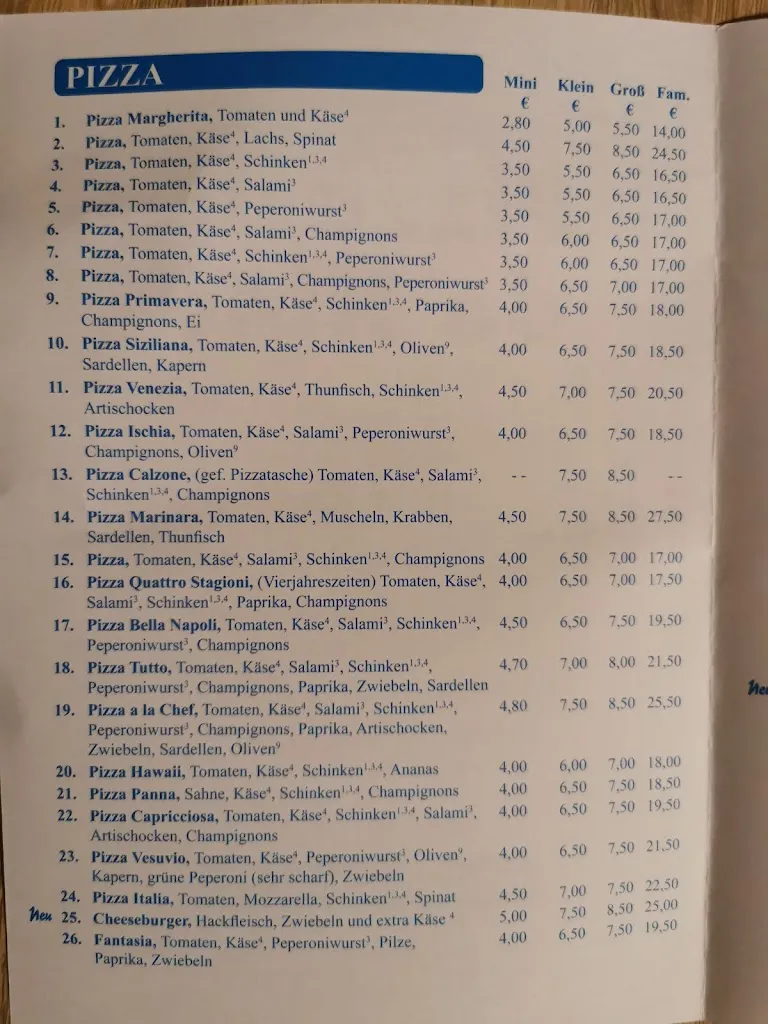 PIZZA Mini Klein Groß Fam.
€ € € €
1. Pizza Margherita, Tomaten und Käse⁴ 2,80 5,00 5,50 14,00
2. Pizza, Tomaten, Käse⁴, Lachs, Spinat 4,50 7,50 8,50 24,50
3. Pizza, Tomaten, Käse⁴, Schinken¹·³·⁴ 3,50 5,50 6,50 16,50
4. Pizza, Tomaten, Käse⁴, Salami³ 3,50 5,50 6,50 16,50
5. Pizza, Tomaten, Käse⁴, Peperoniwurst³ 3,50 5,50 6,50 17,00
6. Pizza, Tomaten, Käse⁴, Salami³, Champignons 3,50 6,00 6,50 17,00
7. Pizza, Tomaten, Käse⁴, Schinken¹·³·⁴, Peperoniwurst³ 3,50 6,00 6,50 17,00
8. Pizza, Tomaten, Käse⁴, Salami³, Champignons, Peperoniwurst³ 3,50 6,50 7,00 17,00
9. Pizza Primavera, Tomaten, Käse⁴, Schinken¹·³·⁴, Paprika, 4,00 6,50 7,50 18,00
Champignons, Ei
10. Pizza Siziliana, Tomaten, Käse⁴, Schinken¹·³·⁴, Oliven⁹, 4,00 6,50 7,50 18,50
Sardellen, Kapern
11. Pizza Venezia, Tomaten, Käse⁴, Thunfisch, Schinken¹·³·⁴, 4,50 7,00 7,50 20,50
Artischocken
12. Pizza Ischia, Tomaten, Käse⁴, Salami³, Peperoniwurst³, 4,00 6,50 7,50 18,50
Champignons, Oliven⁹
13. Pizza Calzone, (gef. Pizzatasche) Tomaten, Käse⁴, Salami³, -- 7,50 8,50 --
Schinken¹·³·⁴, Champignons
14. Pizza Marinara, Tomaten, Käse⁴, Muscheln, Krabben, 4,50 7,50 8,50 27,50
Sardellen, Thunfisch
15. Pizza, Tomaten, Käse⁴, Salami³, Schinken¹·³·⁴, Champignons 4,00 6,50 7,00 17,00
16. Pizza Quattro Stagioni, (Vierjahreszeiten) Tomaten, Käse⁴, 4,00 6,50 7,00 17,50
Salami³, Schinken¹·³·⁴, Paprika, Champignons
17. Pizza Bella Napoli, Tomaten, Käse⁴, Salami³, Schinken¹·³·⁴, 4,50 6,50 7,50 19,50
Peperoniwurst³, Champignons
18. Pizza Tutto, Tomaten, Käse⁴, Salami³, Schinken¹·³·⁴, 4,70 7,00 8,00 21,50
Peperoniwurst³, Champignons, Paprika, Zwiebeln, Sardellen
19. Pizza a la Chef, Tomaten, Käse⁴, Salami³, Schinken¹·³·⁴, 4,80 7,50 8,50 25,50
Peperoniwurst³, Champignons, Paprika, Artischocken,
Zwiebeln, Sardellen, Oliven⁹
20. Pizza Hawaii, Tomaten, Käse⁴, Schinken¹·³·⁴, Ananas 4,00 6,00 7,00 18,00
21. Pizza Panna, Sahne, Käse⁴, Schinken¹·³·⁴, Champignons 4,00 6,50 7,50 18,50
22. Pizza Capricciosa, Tomaten, Käse⁴, Schinken¹·³·⁴, Salami³, 4,00 6,50 7,50 19,50
Artischocken, Champignons
23. Pizza Vesuvio, Tomaten, Käse⁴, Peperoniwurst³, Oliven⁹, 4,00 6,50 7,50 21,50
Kapern, grüne Peperoni (sehr scharf), Zwiebeln
24. Pizza Italia, Tomaten, Mozzarella, Schinken¹·³·⁴, Spinat 4,50 7,00 7,50 22,50
Neu 25. Cheeseburger, Hackfleisch, Zwiebeln und extra Käse ⁴ 5,00 7,50 8,50 25,00
26. Fantasia, Tomaten, Käse⁴, Peperoniwurst³, Pilze, 4,00 6,50 7,50 19,50
Paprika, Zwiebeln